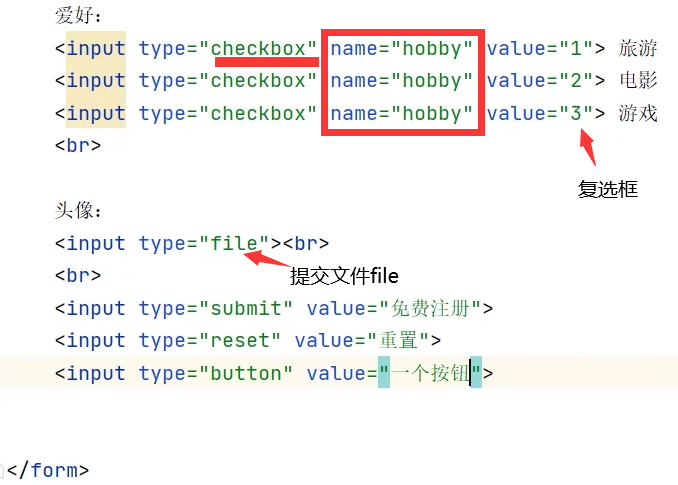 爱好：
<input type="checkbox" name="hobby" value="1"> 旅游
<input type="checkbox" name="hobby" value="2"> 电影
<input type="checkbox" name="hobby" value="3"> 游戏
<br>
复选框
头像：
<input type="file"><br>
<br>
提交文件file
<input type="submit" value="免费注册">
<input type="reset" value="重置">
<input type="button" value="一个按钮">
</form>